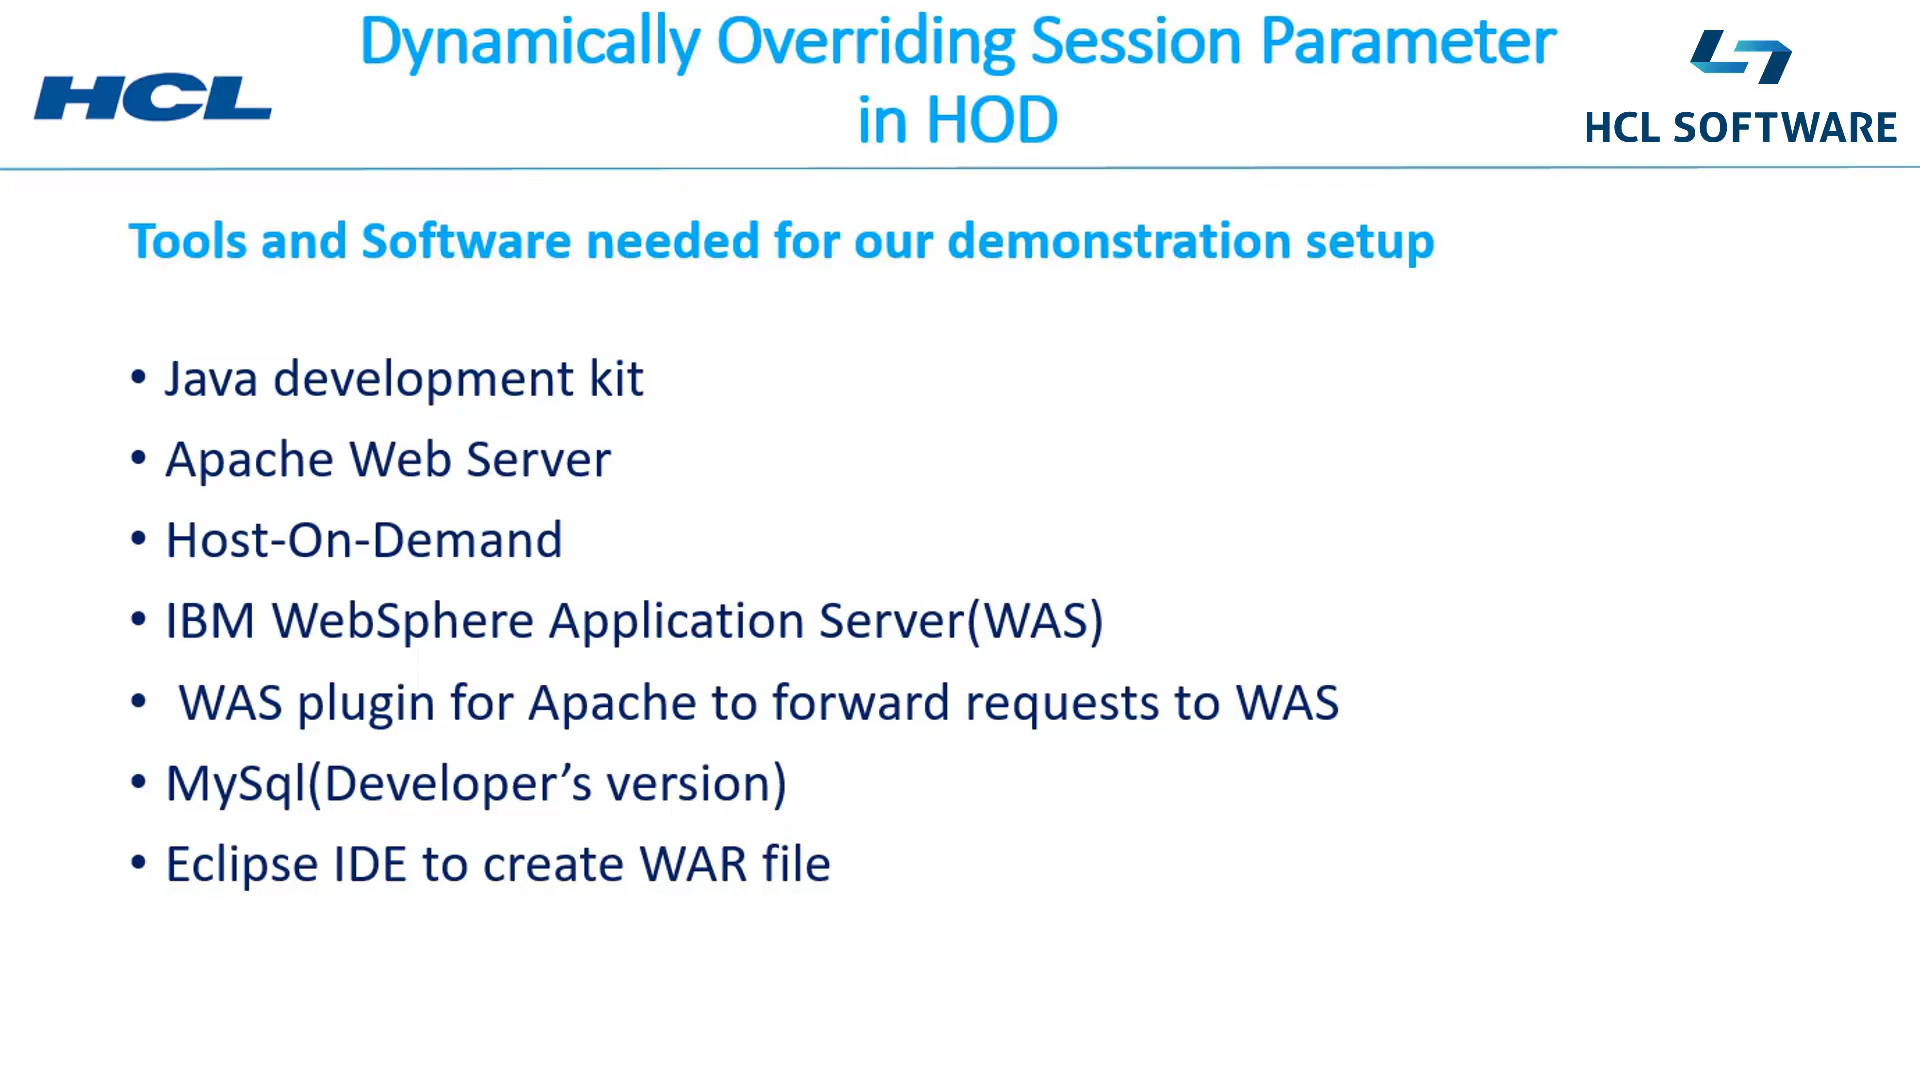 Dynamically Overriding Session Parameter
in HOD
HCL
HCL SOFTWARE
Tools and Software needed for our demonstration setup
• Java development kit
• Apache Web Server
• Host-On-Demand
• IBM WebSphere Application Server(WAS)
• WAS plugin for Apache to forward requests to WAS
• MySql(Developer’s version)
• Eclipse IDE to create WAR file